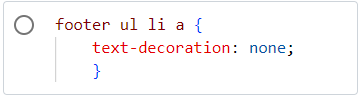 footer ul li a {
text-decoration: none;
}